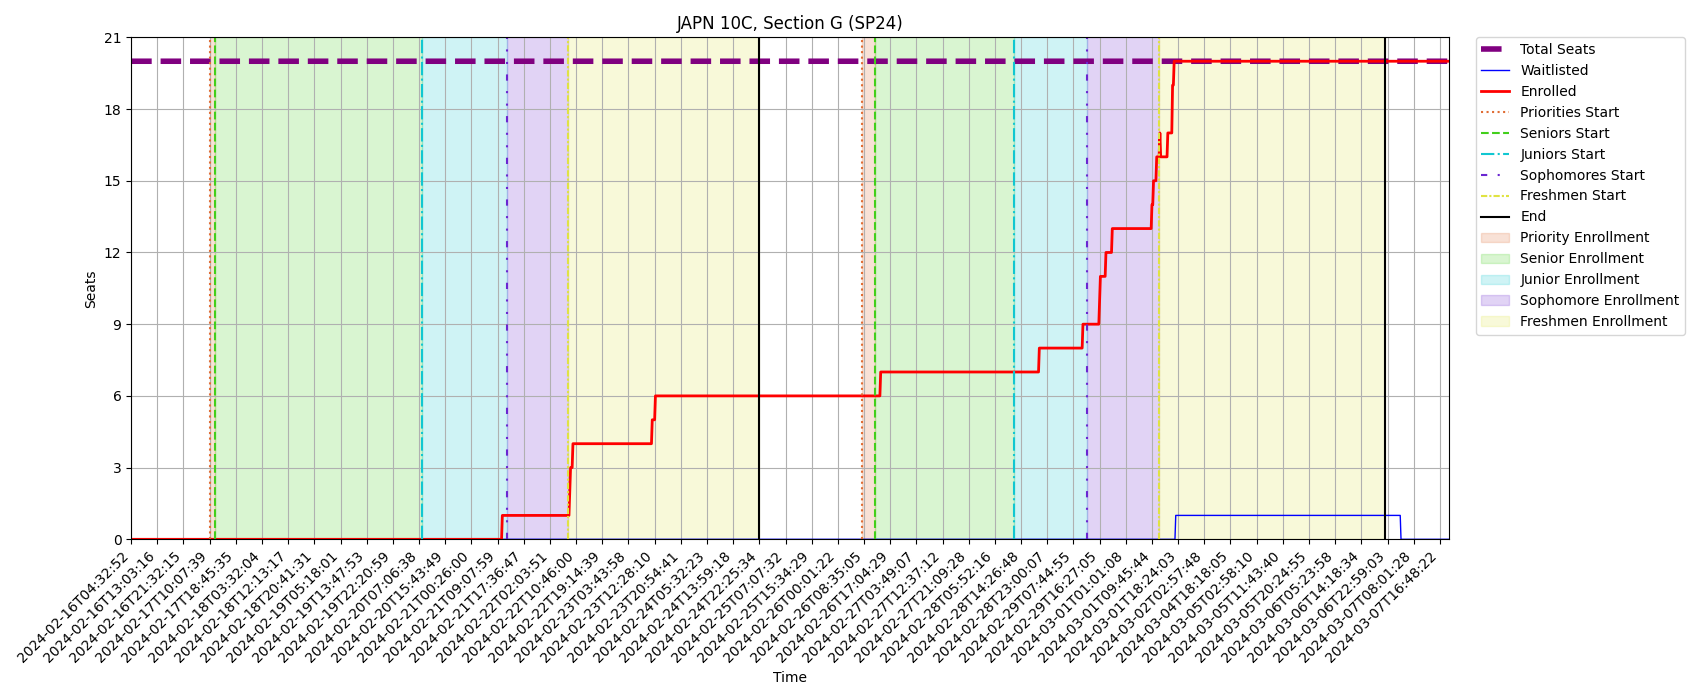 JAPN 10C, Section G (SP24)
Seats
21
18
15
12
9
6
3
0
2024-02-16T04:32:52
2024-02-16T13:03:16
2024-02-16T21:32:15
2024-02-17T10:07:39
2024-02-17T18:45:35
2024-02-18T03:32:04
2024-02-18T12:13:17
2024-02-18T20:41:31
2024-02-19T05:18:01
2024-02-19T13:47:53
2024-02-19T22:20:59
2024-02-20T07:06:38
2024-02-20T15:43:49
2024-02-21T00:26:00
2024-02-21T09:07:59
2024-02-21T17:36:47
2024-02-22T02:03:51
2024-02-22T10:46:00
2024-02-22T19:14:39
2024-02-23T03:43:58
2024-02-23T12:28:10
2024-02-23T20:54:41
2024-02-24T05:32:23
2024-02-24T13:59:18
2024-02-24T22:25:34
2024-02-25T07:07:32
2024-02-25T15:34:29
2024-02-26T00:01:22
2024-02-26T08:35:05
2024-02-26T17:04:29
2024-02-27T03:49:07
2024-02-27T12:37:12
2024-02-27T21:09:28
2024-02-28T05:52:16
2024-02-28T14:26:48
2024-02-28T23:00:07
2024-02-29T07:44:55
2024-02-29T16:27:05
2024-03-01T01:01:08
2024-03-01T09:45:44
2024-03-01T18:24:03
2024-03-02T02:57:48
2024-03-04T18:18:05
2024-03-05T02:58:10
2024-03-05T11:43:40
2024-03-05T20:24:55
2024-03-06T05:23:58
2024-03-06T14:18:34
2024-03-06T22:59:03
2024-03-07T08:01:28
2024-03-07T16:48:22
Time
Total Seats
Waitlisted
Enrolled
Priorities Start
Seniors Start
Juniors Start
Sophomores Start
Freshmen Start
End
Priority Enrollment
Senior Enrollment
Junior Enrollment
Sophomore Enrollment
Freshmen Enrollment